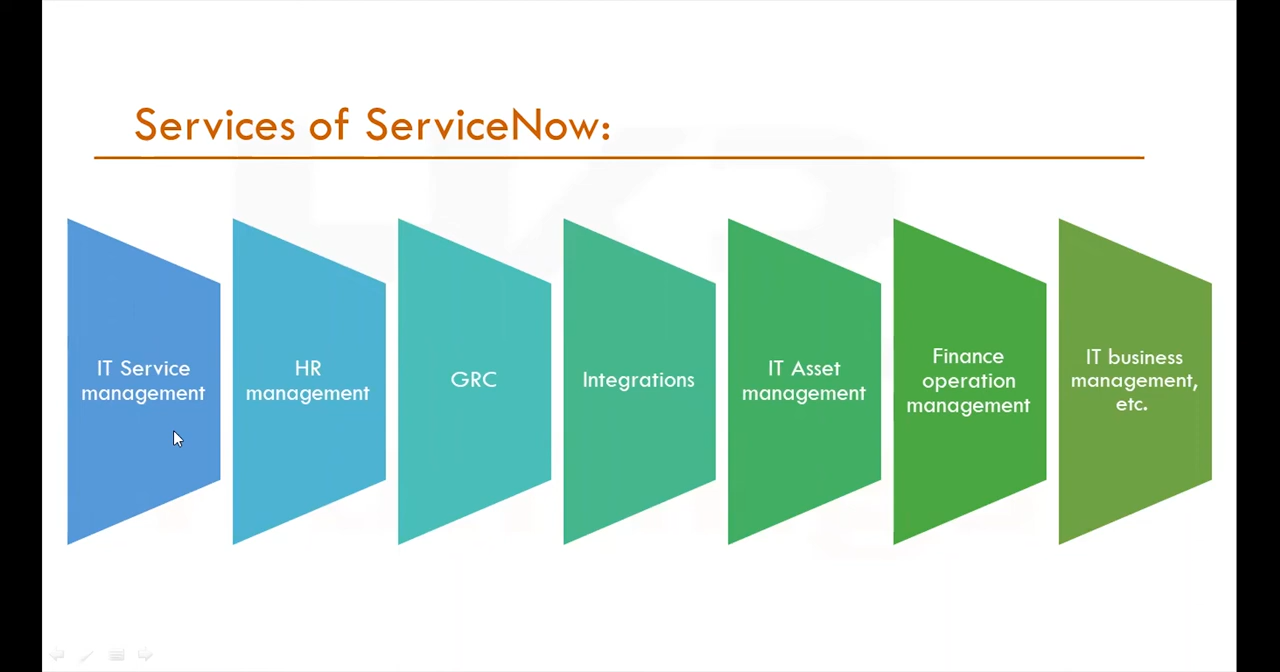 Services of ServiceNow:
IT Service
management
HR
management
GRC
Integrations
IT Asset
management
Finance
operation
management
IT business
management,
etc.